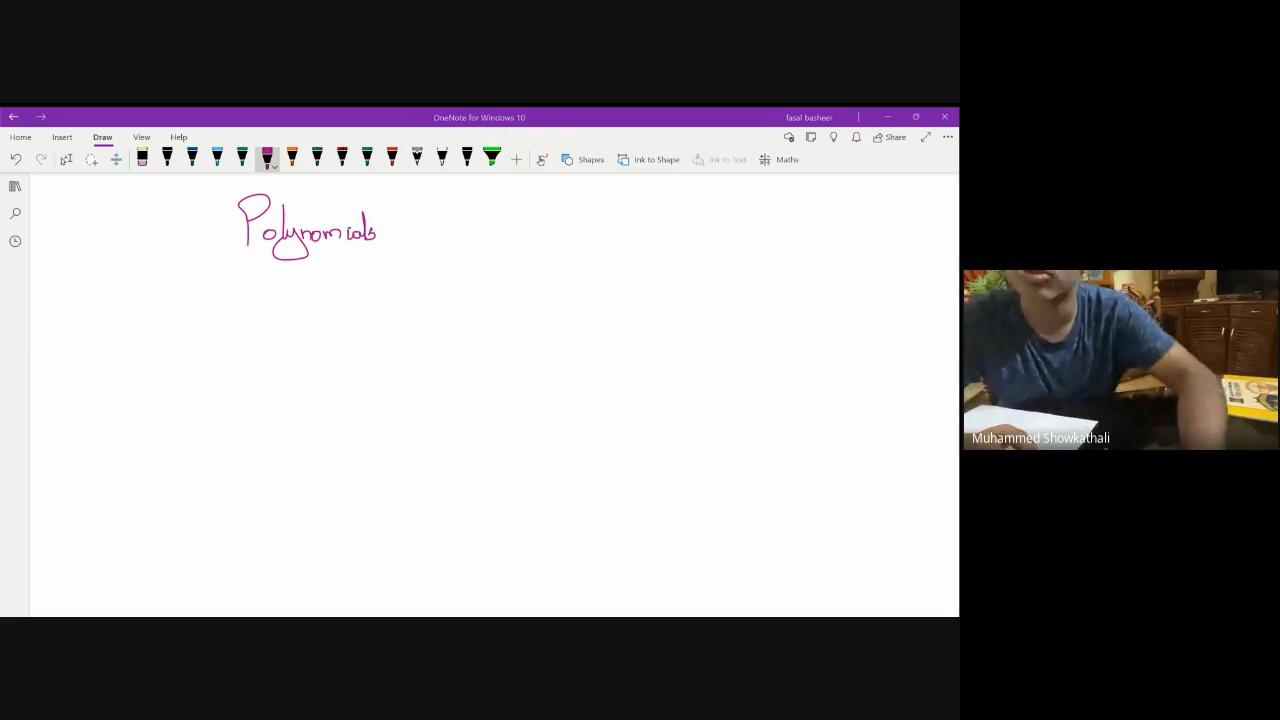 OneNote for Windows 10
fasal basheer
Home Insert Draw View Help
Share
Shapes Ink to Shape Ink to Text Maths
Polynomials
Muhammed Showkathali